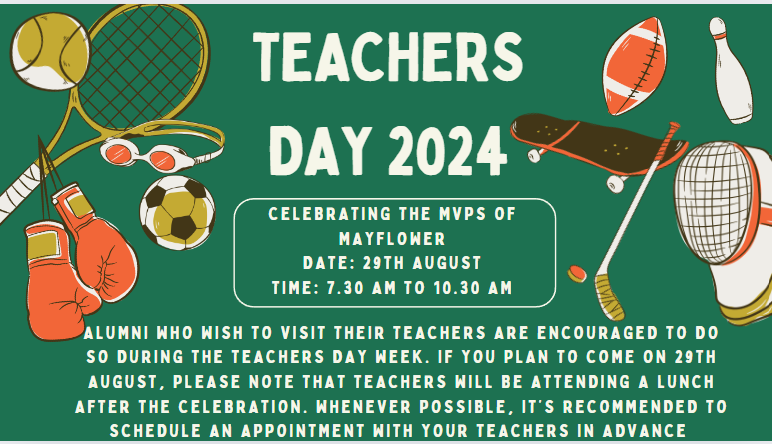 TEACHERS
DAY 2024
CELEBRATING THE MVPS OF
MAYFLOWER
DATE: 29TH AUGUST
TIME: 7.30 AM TO 10.30 AM
ALUMNI WHO WISH TO VISIT THEIR TEACHERS ARE ENCOURAGED TO DO
SO DURING THE TEACHERS DAY WEEK. IF YOU PLAN TO COME ON 29TH
AUGUST, PLEASE NOTE THAT TEACHERS WILL BE ATTENDING A LUNCH
AFTER THE CELEBRATION. WHENEVER POSSIBLE, IT'S RECOMMENDED TO
SCHEDULE AN APPOINTMENT WITH YOUR TEACHERS IN ADVANCE